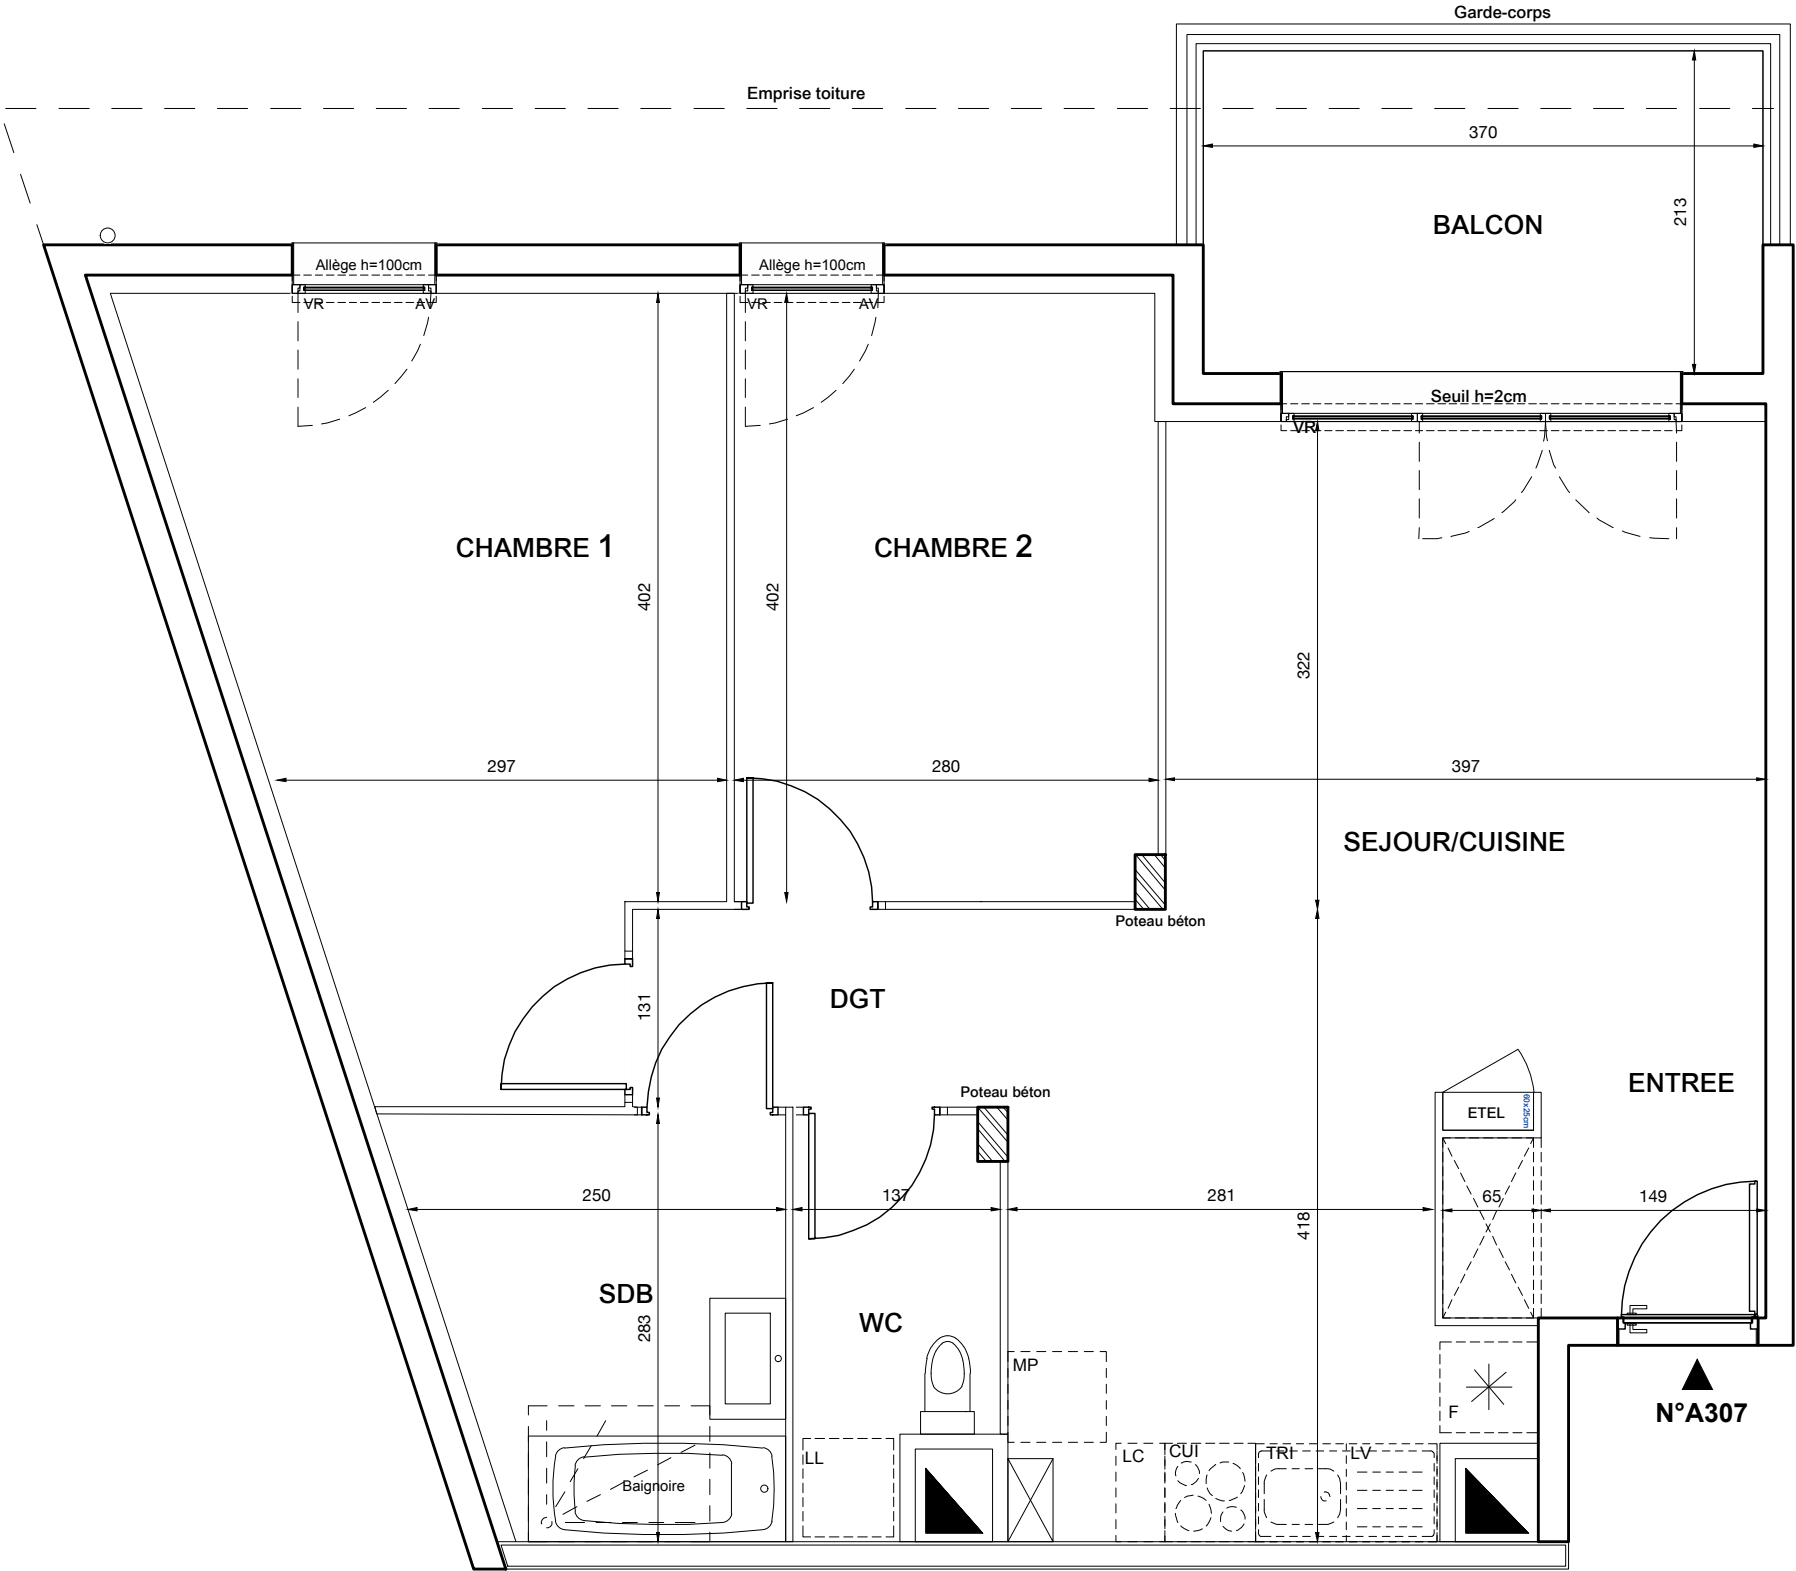 Garde-corps
Emprise toiture
370
213
BALCON
Allège h=100cm
Allège h=100cm
VR
AV
VR
AV
Seuil h=2cm
VR
CHAMBRE 1
CHAMBRE 2
402
402
322
297
280
397
SEJOUR/CUISINE
Poteau béton
131
DGT
Poteau béton
ENTREE
ETEL
60x25cm
250
137
281
65
149
418
SDB
283
WC
MP
F
N°A307
LL
LC
CUI
TRI
LV
Baignoire